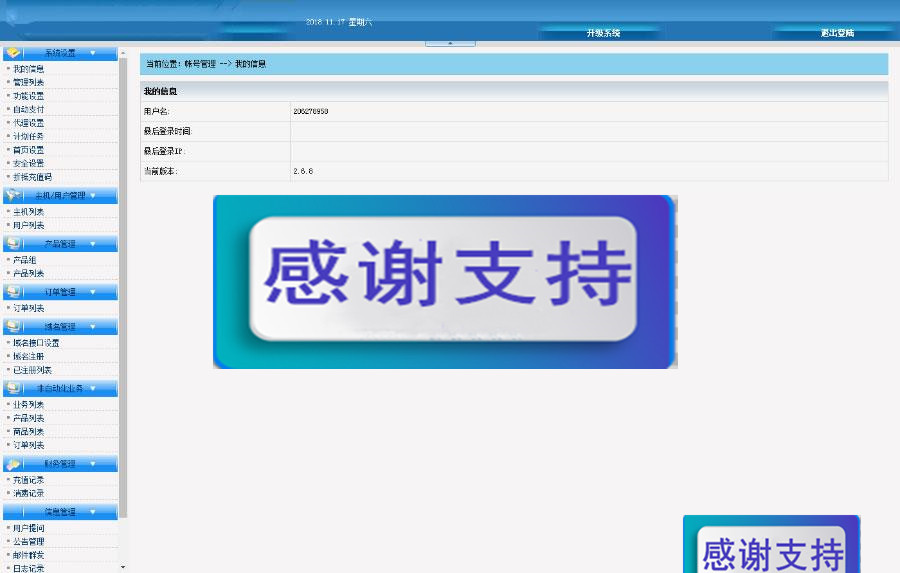 2018 11.17 星期六
升级系统
退出登陆
系统设置
我的信息
管理列表
功能设置
自动支付
代理设置
计划任务
首页设置
安全设置
折换充值码
主机/用户管理
主机列表
用户列表
产品管理
产品组
产品列表
订单管理
订单列表
域名管理
域名接口设置
域名注册
已注册列表
非自动化业务
业务列表
产品列表
商品列表
订单列表
财务管理
充值记录
消费记录
信息管理
用户提问
公告管理
邮件群发
日志记录
当前位置: 帐号管理 --> 我的信息
我的信息
用户名: 206278958
最后登录时间:
最后登录IP:
当前版本: 2.6.8
感谢支持
感谢支持